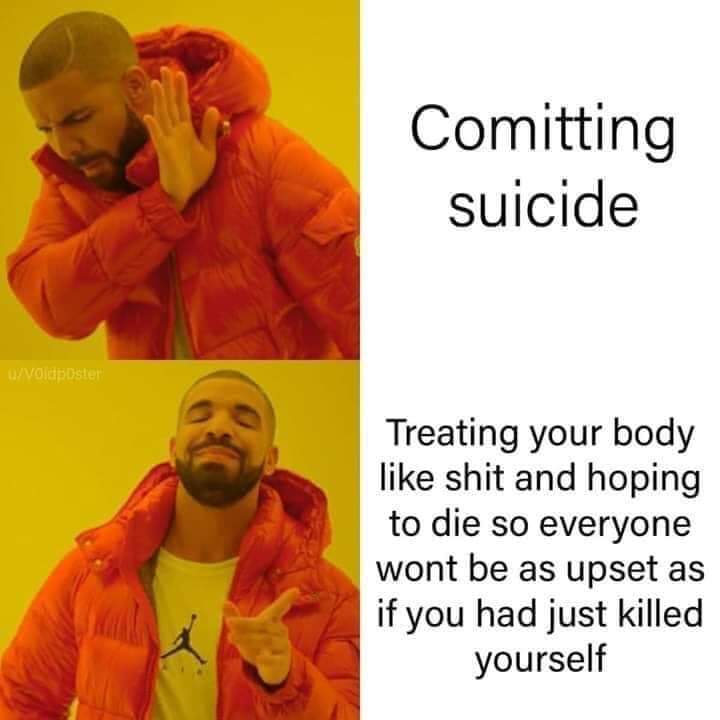 Comitting
suicide
u/V0idp0ster
Treating your body
like shit and hoping
to die so everyone
wont be as upset as
if you had just killed
yourself